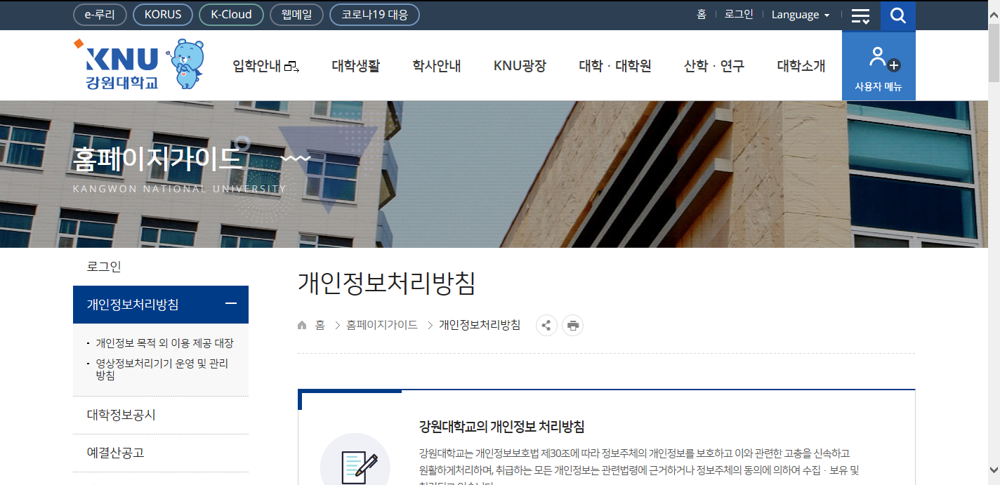 e-루리 KORUS K-Cloud 웹메일 코로나19 대응 홈 로그인 Language
KNU
강원대학교
입학안내 대학생활 학사안내 KNU광장 대학 · 대학원 산학 · 연구 대학소개
사용자 메뉴
홈페이지가이드
KANGWON NATIONAL UNIVERSITY
로그인
개인정보처리방침
개인정보 목적 외 이용 제공 대장
영상정보처리기기 운영 및 관리
방침
대학정보공시
예결산공고
개인정보처리방침
홈 > 홈페이지가이드 > 개인정보처리방침
강원대학교의 개인정보 처리방침
강원대학교는 개인정보보호법 제30조에 따라 정보주체의 개인정보를 보호하고 이와 관련한 고충을 신속하고
원활하게처리하며, 취급하는 모든 개인정보는 관련법령에 근거하거나 정보주체의 동의에 의하여 수집 · 보유 및